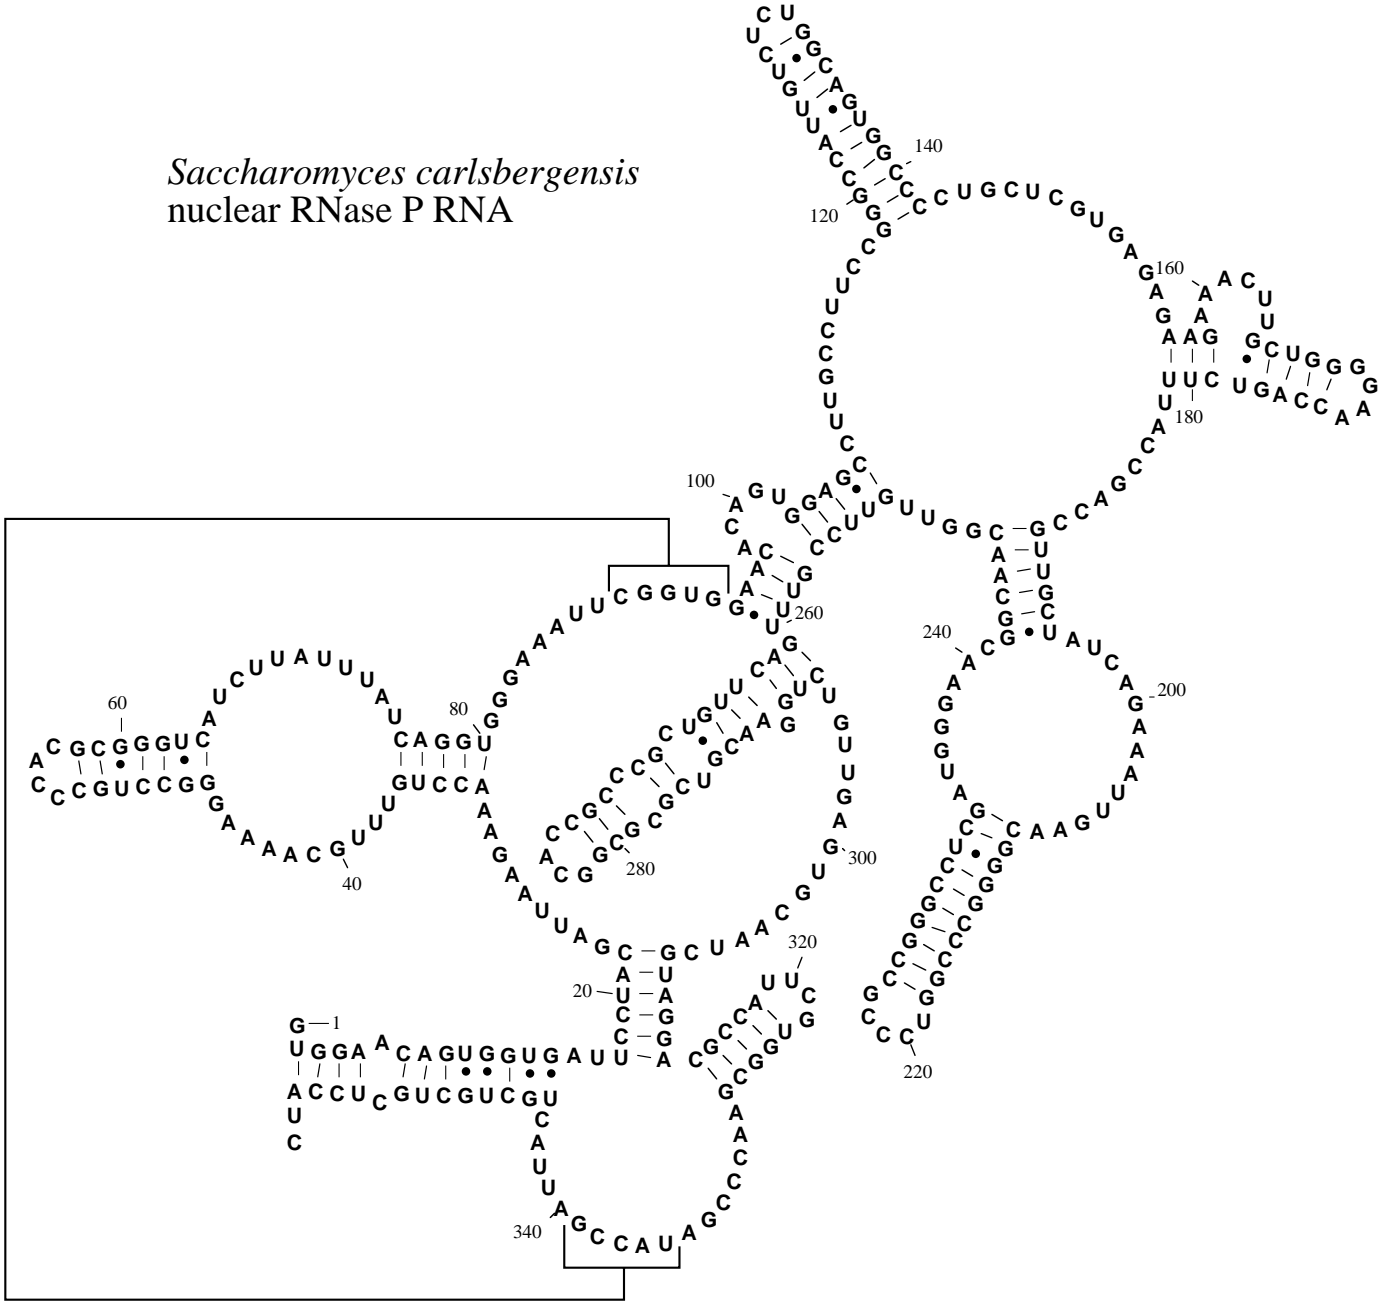 Saccharomyces carlsbergensis
nuclear RNase P RNA
G 1
U G G A A A C A G U G G U G A U U
U C C U A C
20
G A U U A A G A A A
C C U G
U U U G C A A A A G
40
G C C U G C C C A C G C G G G U C
60
A U C U U A U U U A U
C A G G U
80
G G G A A A U U C G G U G
G A A C A C A G U G G A G C
100
C U U G C C U U C C
G G G C C A U U G U C U C U G G C A G U G G C C C
120
140
C U G C U C G U G A G A G
A A G A A A C U U
160
G C U G G G G A A C C A G U
C U U
180
U A C C G A C C
G U U G C U
A U C A G A A A U U G A A
200
C G G G G C C C G G U C C C G C C G G G C C U C G
220
A U G G G A A C
240
G G C A A C
G G U U G U U C C G U U U
260
G C U G U U G A G U G C A A U C
300
A C U U G U C G C C C G C C A C G G C G C G C U G C A A G G U
280
G U A G G A
C G C C A U U C G U G G C G
320
A A C C C G A U A C C G A U U A C
340
U G C U G C U G C U C C A U C